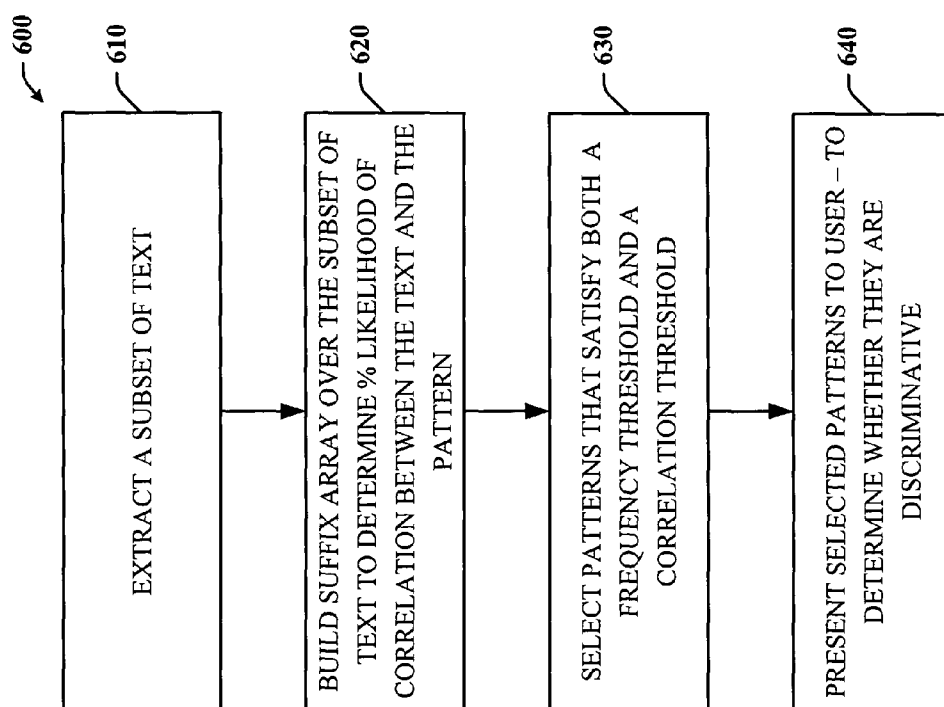 600
610
EXTRACT A SUBSET OF TEXT
620
BUILD SUFFIX ARRAY OVER THE SUBSET OF
TEXT TO DETERMINE % LIKELIHOOD OF
CORRELATION BETWEEN THE TEXT AND THE
PATTERN
630
SELECT PATTERNS THAT SATISFY BOTH A
FREQUENCY THRESHOLD AND A
CORRELATION THRESHOLD
640
PRESENT SELECTED PATTERNS TO USER – TO
DETERMINE WHETHER THEY ARE
DISCRIMINATIVE